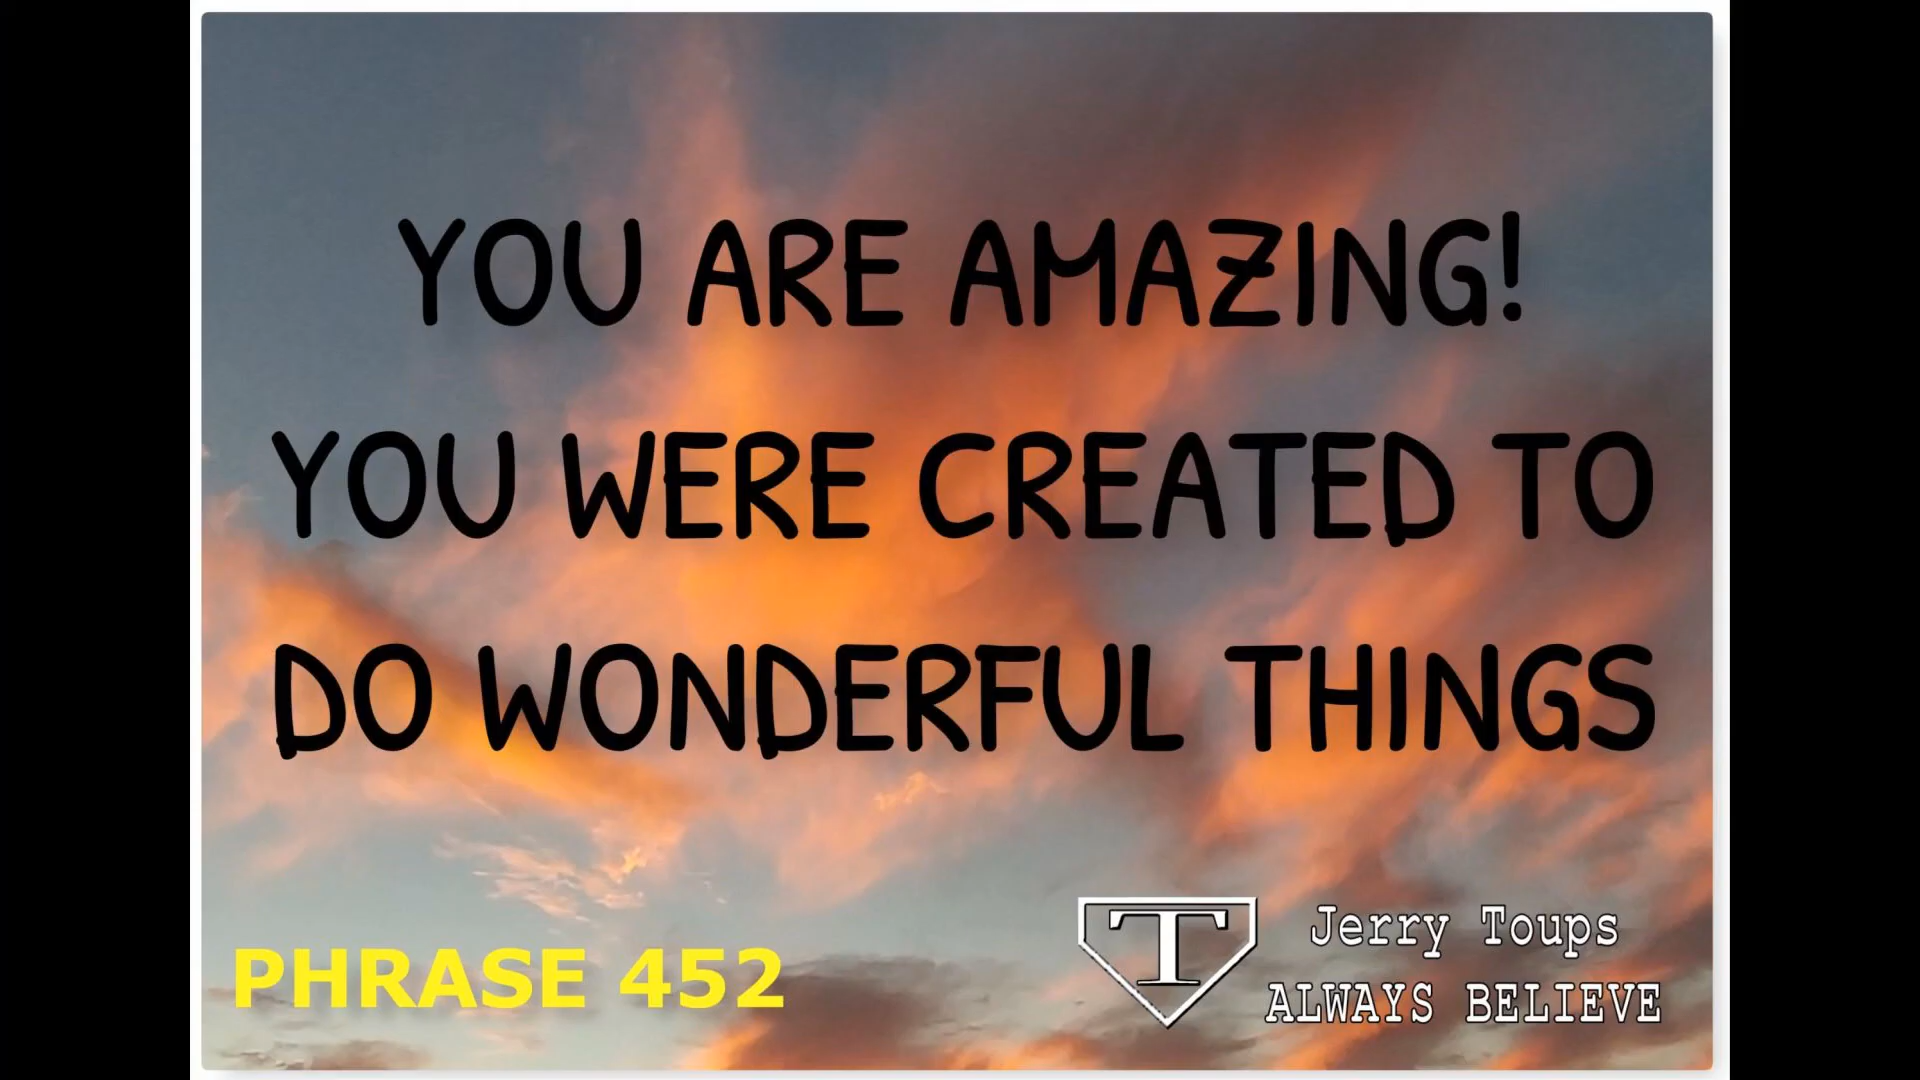 YOU ARE AMAZING!
YOU WERE CREATED TO
DO WONDERFUL THINGS
PHRASE 452
T
Jerry Toups
ALWAYS BELIEVE